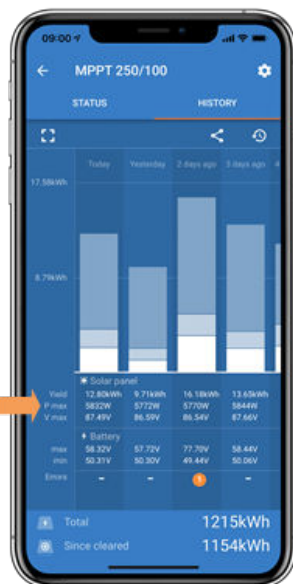 09:00
MPPT 250/100
STATUS HISTORY
Today Yesterday 2 days ago 3 days ago 4
17.58kWh
8.79kWh
Solar panel
Yield 12.80kWh 9.71kWh 16.18kWh 13.65kWh
P max 5832W 5772W 5770W 5844W
V max 87.49V 86.59V 86.54V 87.66V
Battery
max 58.32V 57.72V 77.70V 58.44V
min 50.31V 50.30V 49.44V 50.06V
Errors - - 1 -
Total 1215kWh
Since cleared 1154kWh